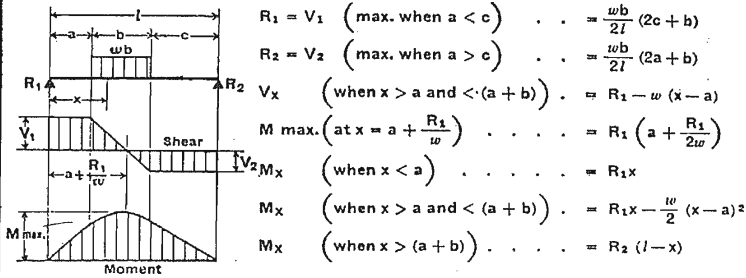 l
a b c
wb
R₁ R₂
x
V₁
Shear
V₂
a + R₁/w
M max.
Moment
R₁ = V₁ (max. when a < c) . . = wb/2l (2c + b)
R₂ = V₂ (max. when a > c) . = wb/2l (2a + b)
Vx (when x > a and < (a + b)) . = R₁ − w (x − a)
M max. (at x = a + R₁/w) . . . . = R₁ (a + R₁/2w)
Mx (when x < a) . . . . . = R₁x
Mx (when x > a and < (a + b)) . = R₁x − w/2 (x − a)²
Mx (when x > (a + b)) . . . . = R₂ (l − x)